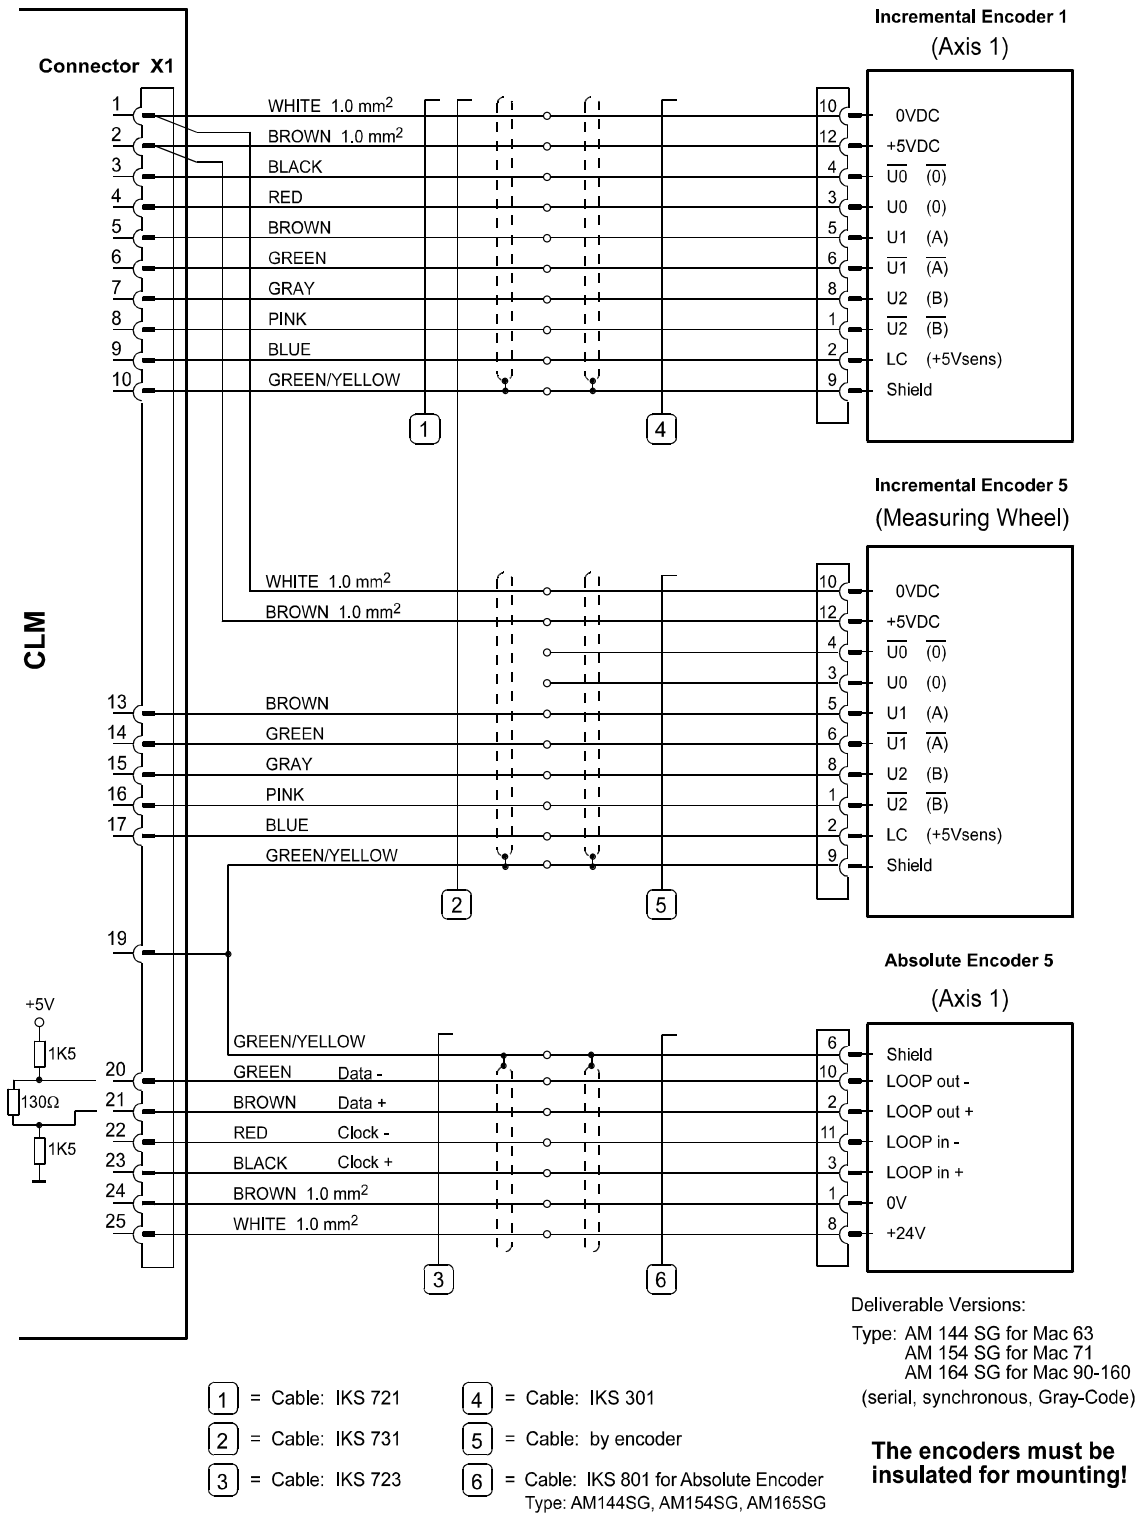 Incremental Encoder 1
(Axis 1)
Connector X1
1 WHITE 1.0 mm2 10 0VDC
2 BROWN 1.0 mm2 12 +5VDC
3 BLACK 4 U0 (0)
4 RED 3 U0 (0)
5 BROWN 5 U1 (A)
6 GREEN 6 U1 (A)
7 GRAY 8 U2 (B)
8 PINK 1 U2 (B)
9 BLUE 2 LC (+5Vsens)
10 GREEN/YELLOW 9 Shield
1 4
Incremental Encoder 5
(Measuring Wheel)
WHITE 1.0 mm2 10 0VDC
BROWN 1.0 mm2 12 +5VDC
CLM
4 U0 (0)
3 U0 (0)
13 BROWN 5 U1 (A)
14 GREEN 6 U1 (A)
15 GRAY 8 U2 (B)
16 PINK 1 U2 (B)
17 BLUE 2 LC (+5Vsens)
GREEN/YELLOW 9 Shield
2 5
19
Absolute Encoder 5
(Axis 1)
+5V
1K5
130Ω
1K5
GREEN/YELLOW 6 Shield
20 GREEN Data - 10 LOOP out -
21 BROWN Data + 2 LOOP out +
22 RED Clock - 11 LOOP in -
23 BLACK Clock + 3 LOOP in +
24 BROWN 1.0 mm2 1 0V
25 WHITE 1.0 mm2 8 +24V
3 6
Deliverable Versions:
Type: AM 144 SG for Mac 63
AM 154 SG for Mac 71
AM 164 SG for Mac 90-160
(serial, synchronous, Gray-Code)
1 = Cable: IKS 721
4 = Cable: IKS 301
2 = Cable: IKS 731
5 = Cable: by encoder
3 = Cable: IKS 723
6 = Cable: IKS 801 for Absolute Encoder
Type: AM144SG, AM154SG, AM165SG
The encoders must be
insulated for mounting!